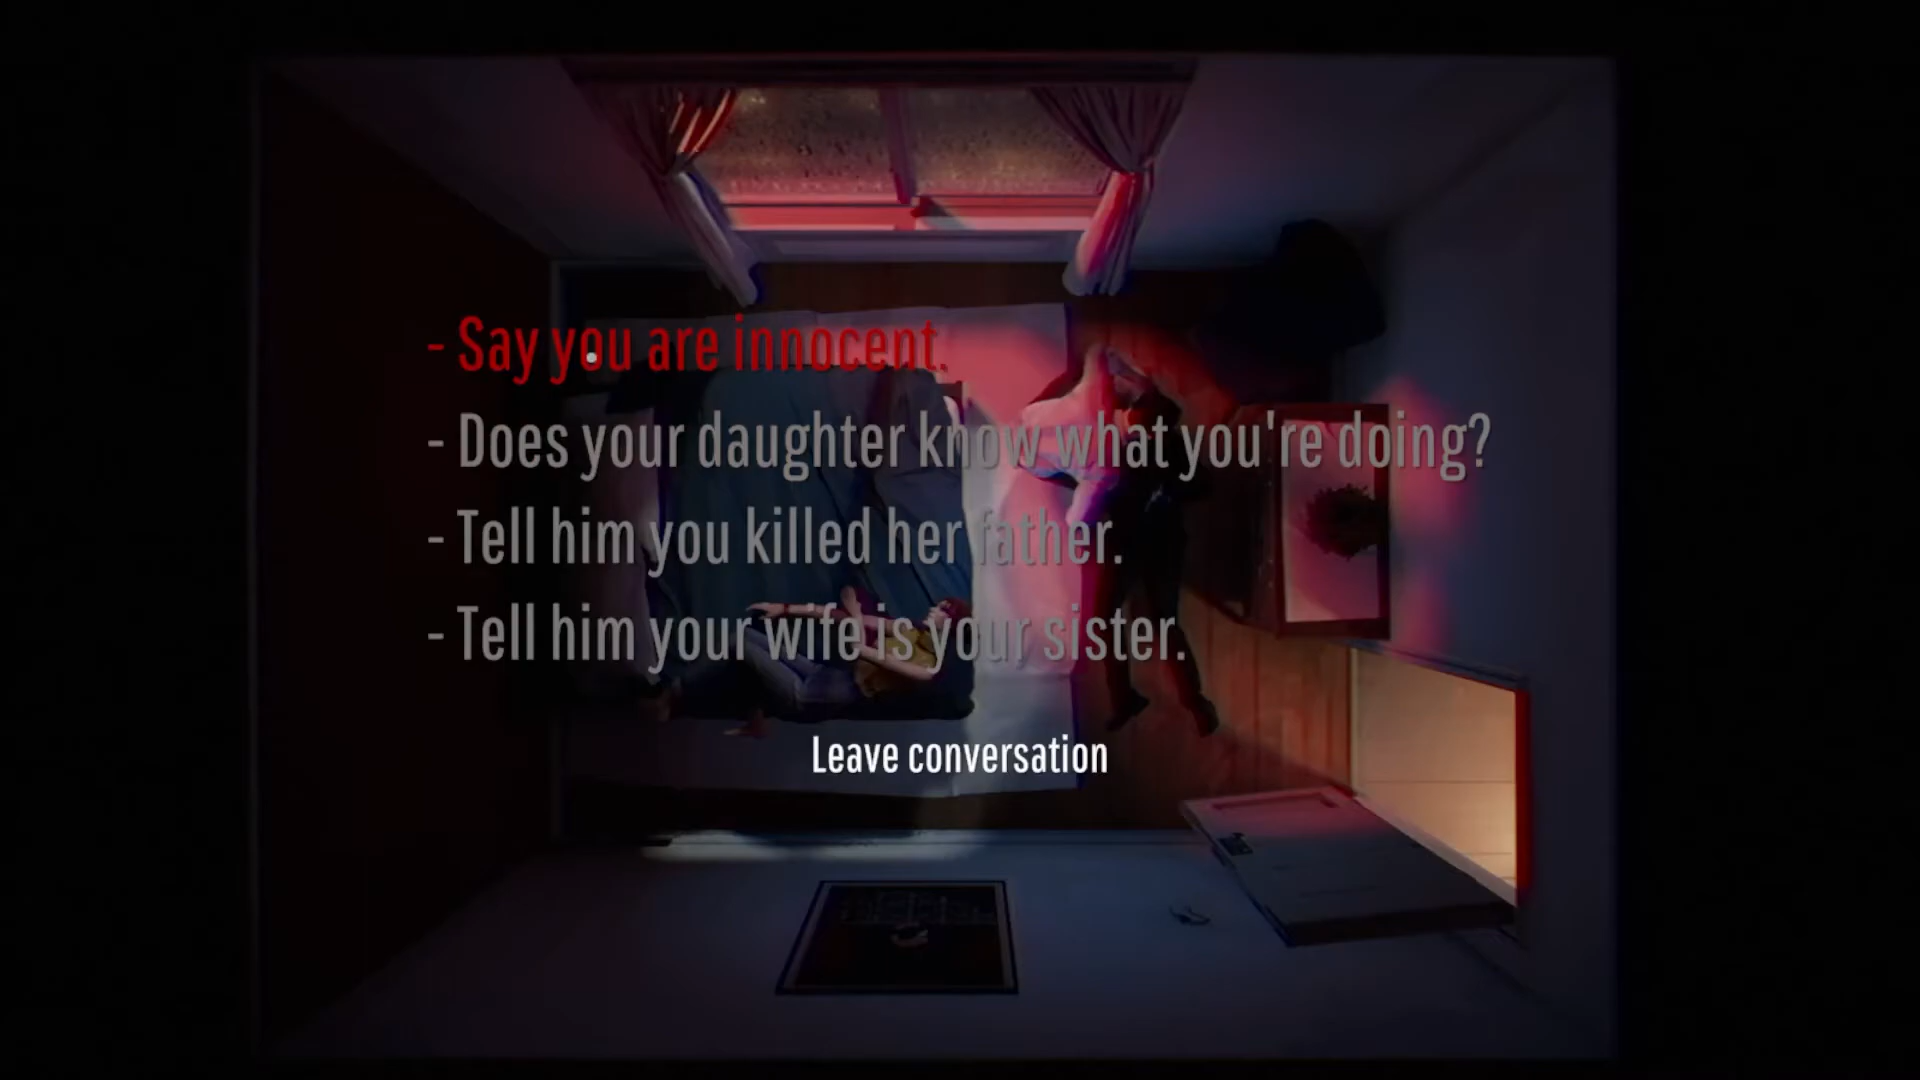 - Say you are innocent.
- Does your daughter know what you're doing?
- Tell him you killed her father.
- Tell him your wife is your sister.
Leave conversation